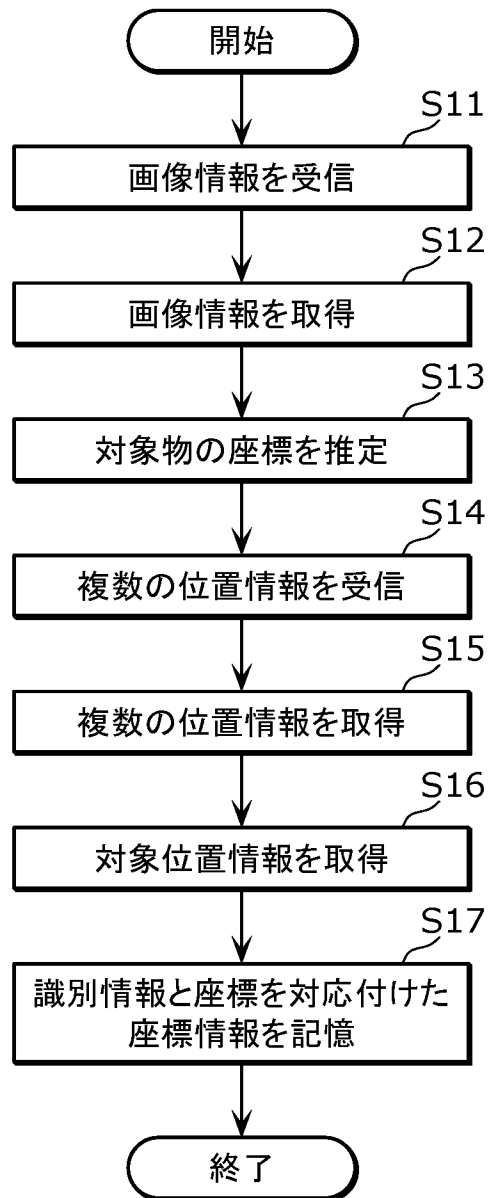 開始
S11
画像情報を受信
S12
画像情報を取得
S13
対象物の座標を推定
S14
複数の位置情報を受信
S15
複数の位置情報を取得
S16
対象位置情報を取得
S17
識別情報と座標を対応付けた
座標情報を記憶
終了